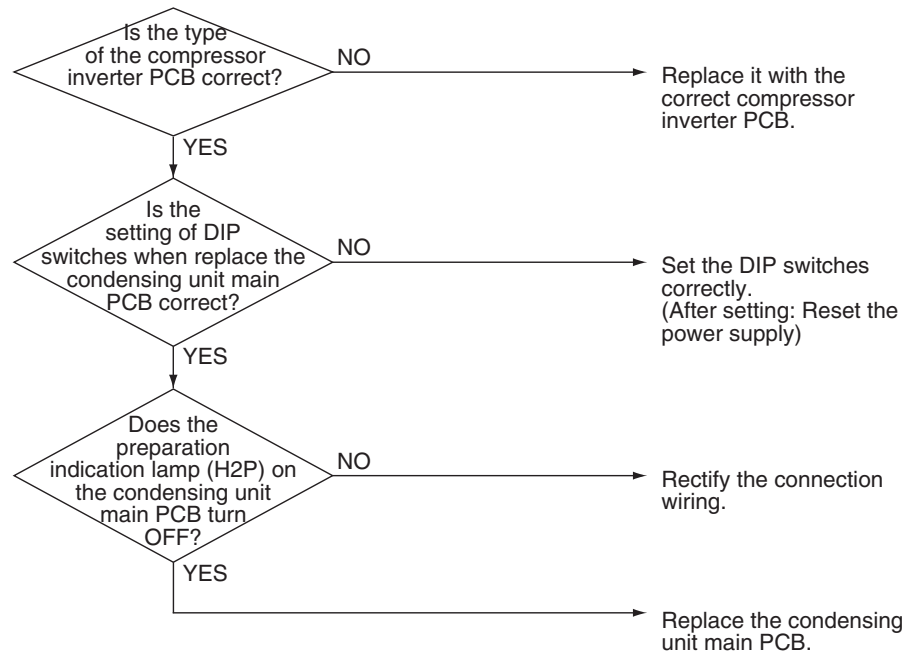 Is the type
of the compressor
inverter PCB correct?
NO
Replace it with the
correct compressor
inverter PCB.
YES
Is the
setting of DIP
switches when replace the
condensing unit main
PCB correct?
NO
Set the DIP switches
correctly.
(After setting: Reset the
power supply)
YES
Does the
preparation
indication lamp (H2P) on
the condensing unit
main PCB turn
OFF?
NO
Rectify the connection
wiring.
YES
Replace the condensing
unit main PCB.